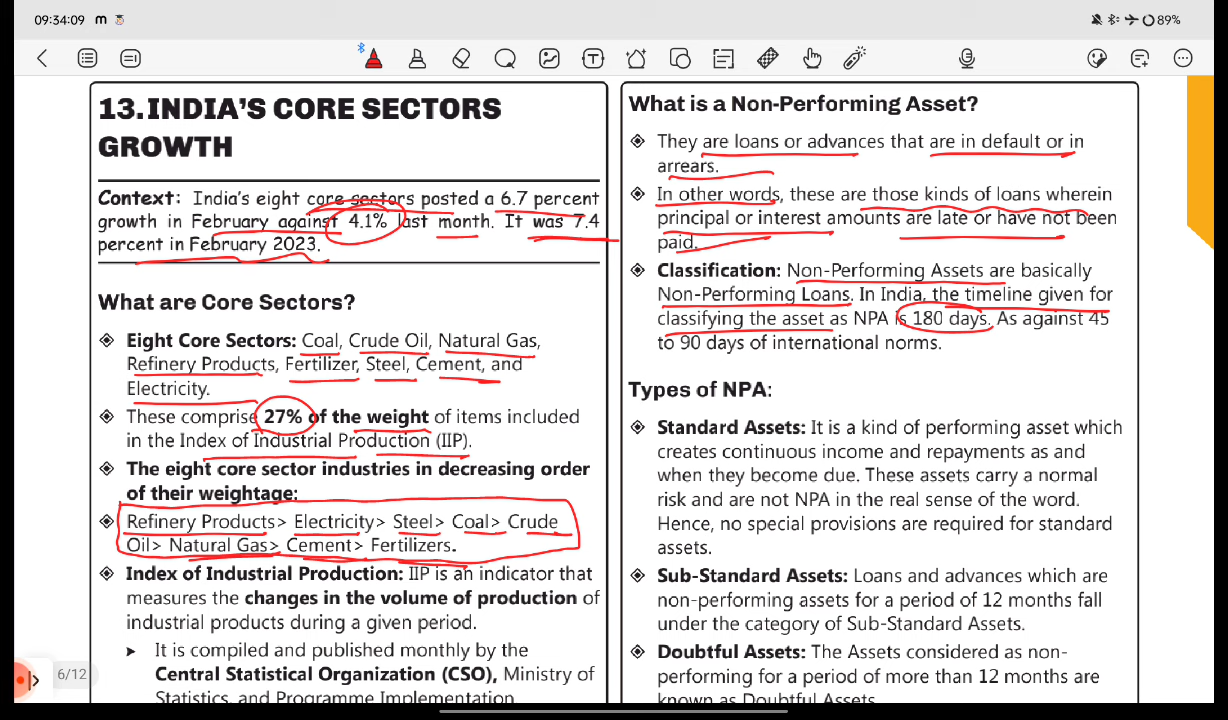 09:34:09 m
89%
13.INDIA'S CORE SECTORS
GROWTH
Context: India's eight core sectors posted a 6.7 percent
growth in February against 4.1% last month. It was 7.4
percent in February 2023.
What are Core Sectors?
Eight Core Sectors: Coal, Crude Oil, Natural Gas,
Refinery Products, Fertilizer, Steel, Cement, and
Electricity.
These comprise 27% of the weight of items included
in the Index of Industrial Production (IIP).
The eight core sector industries in decreasing order
of their weightage:
Refinery Products> Electricity> Steel> Coal> Crude
Oil> Natural Gas> Cement> Fertilizers.
Index of Industrial Production: IIP is an indicator that
measures the changes in the volume of production of
industrial products during a given period.
It is compiled and published monthly by the
Central Statistical Organization (CSO), Ministry of
Statistics, and Programme Implementation
6/12
What is a Non-Performing Asset?
They are loans or advances that are in default or in
arrears.
In other words, these are those kinds of loans wherein
principal or interest amounts are late or have not been
paid.
Classification: Non-Performing Assets are basically
Non-Performing Loans. In India, the timeline given for
classifying the asset as NPA is 180 days. As against 45
to 90 days of international norms.
Types of NPA:
Standard Assets: It is a kind of performing asset which
creates continuous income and repayments as and
when they become due. These assets carry a normal
risk and are not NPA in the real sense of the word.
Hence, no special provisions are required for standard
assets.
Sub-Standard Assets: Loans and advances which are
non-performing assets for a period of 12 months fall
under the category of Sub-Standard Assets.
Doubtful Assets: The Assets considered as non-
performing for a period of more than 12 months are
known as Doubtful Assets.